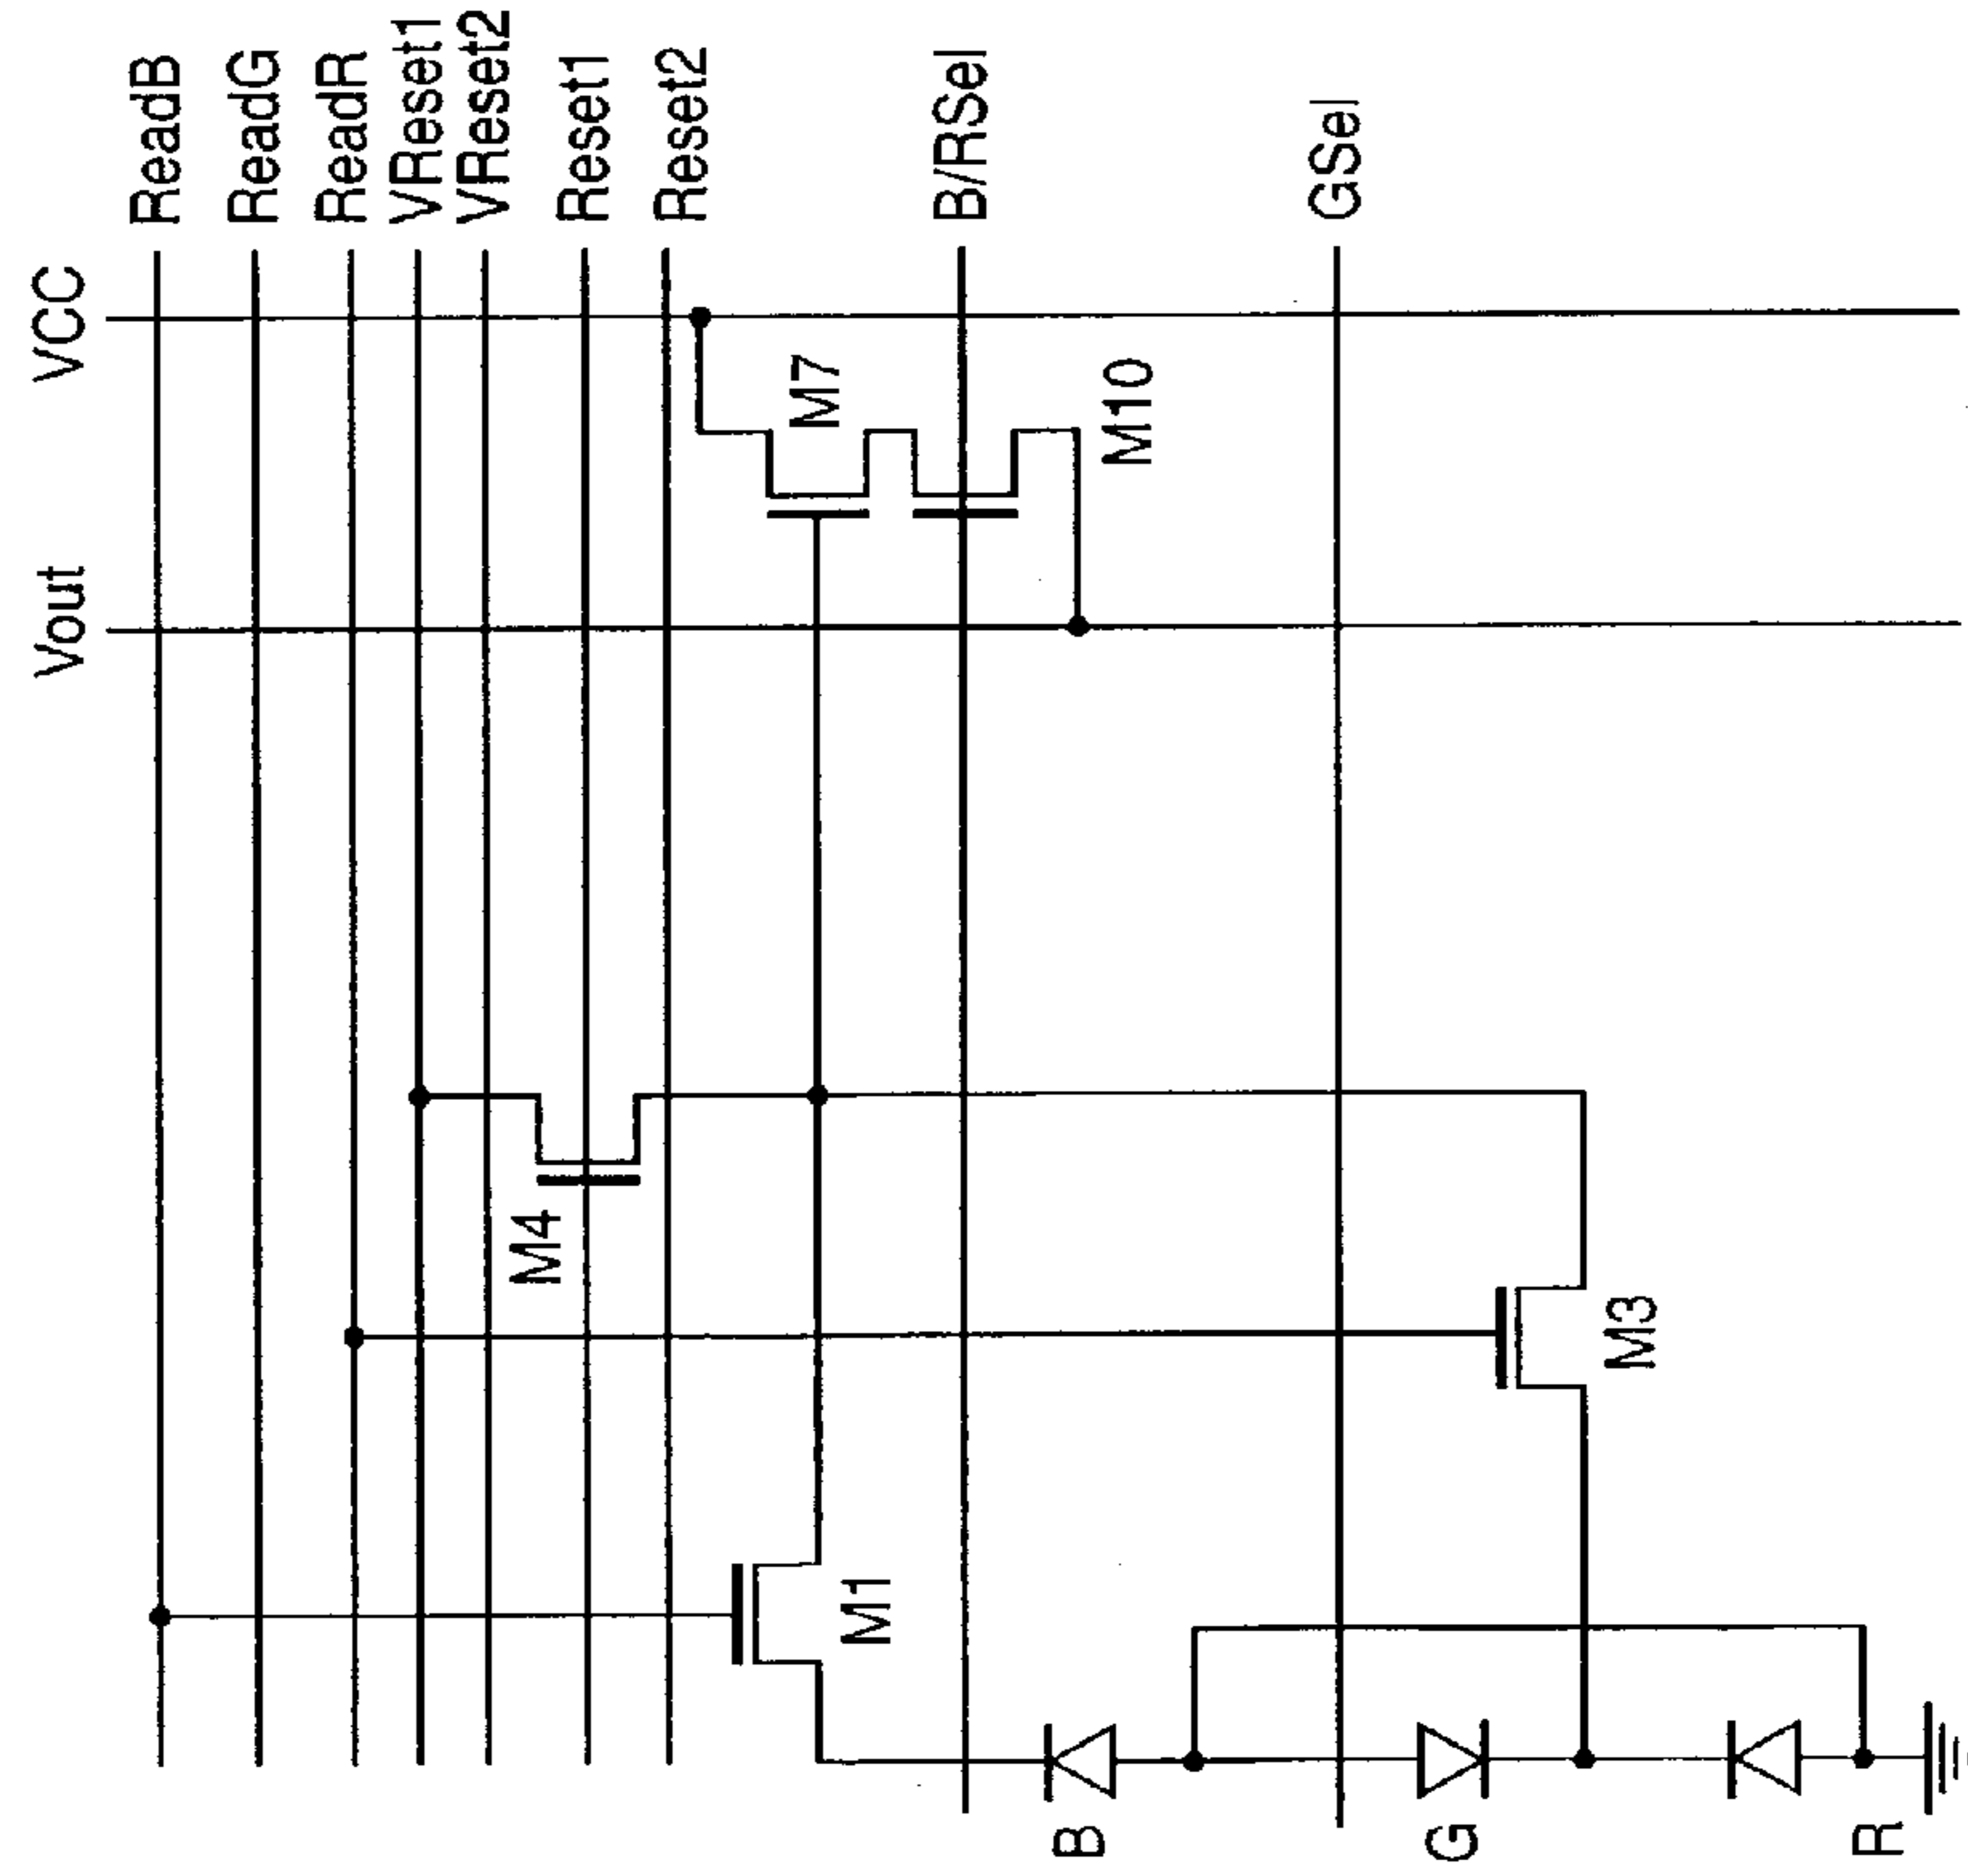 ReadB
ReadG
ReadR
VReset1
VReset2
Reset1
Reset2
B/RSel
GSel
VCC
Vout
M7
M10
M4
M3
M1
B
G
R